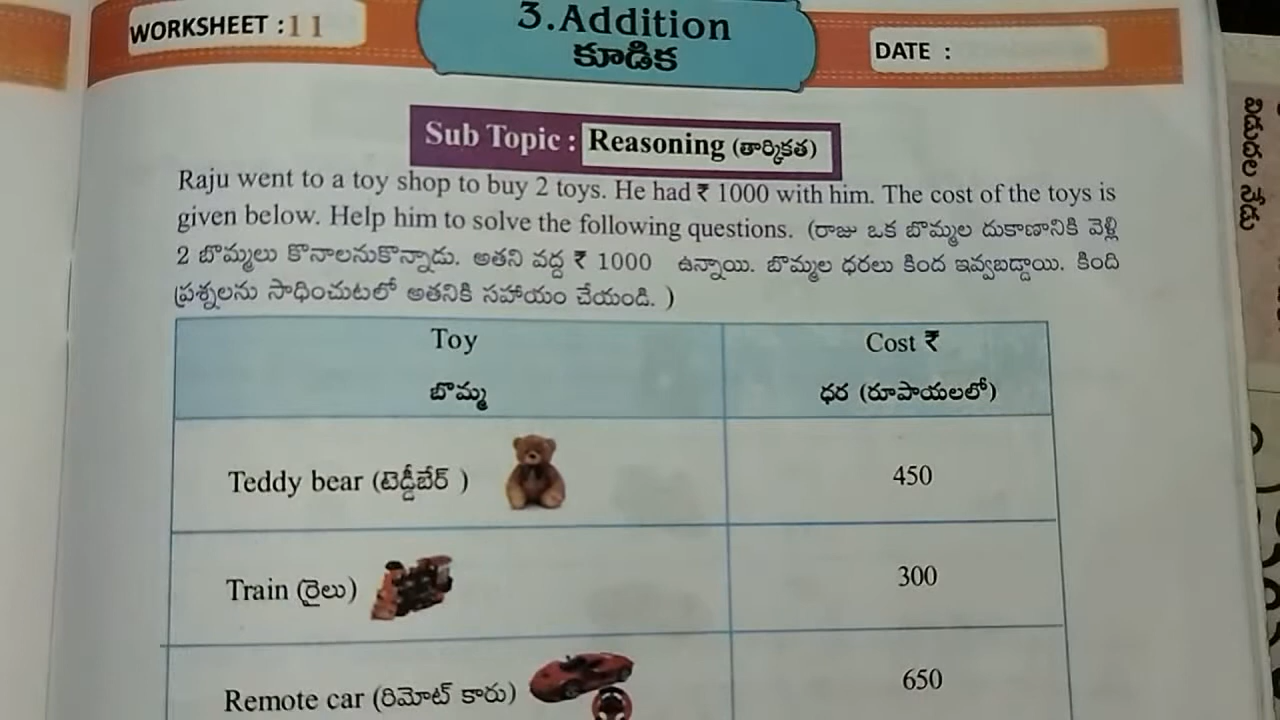 WORKSHEET :11
3.Addition
కూడిక
DATE :
Sub Topic : Reasoning (తార్కికత)
Raju went to a toy shop to buy 2 toys. He had ₹ 1000 with him. The cost of the toys is
given below. Help him to solve the following questions. (రాజు ఒక బొమ్మల దుకాణానికి వెళ్లి
2 బొమ్మలు కొనాలనుకొన్నాడు. అతని వద్ద ₹ 1000 ఉన్నాయి. బొమ్మల ధరలు కింద ఇవ్వబడ్డాయి. కింది
ప్రశ్నలను సాధించుటలో అతనికి సహాయం చేయండి. )
Toy Cost ₹
బొమ్మ ధర (రూపాయలలో)
Teddy bear (టెడ్డీబేర్ ) 450
Train (రైలు) 300
Remote car (రిమోట్ కారు) 650
విడుదల నేడు